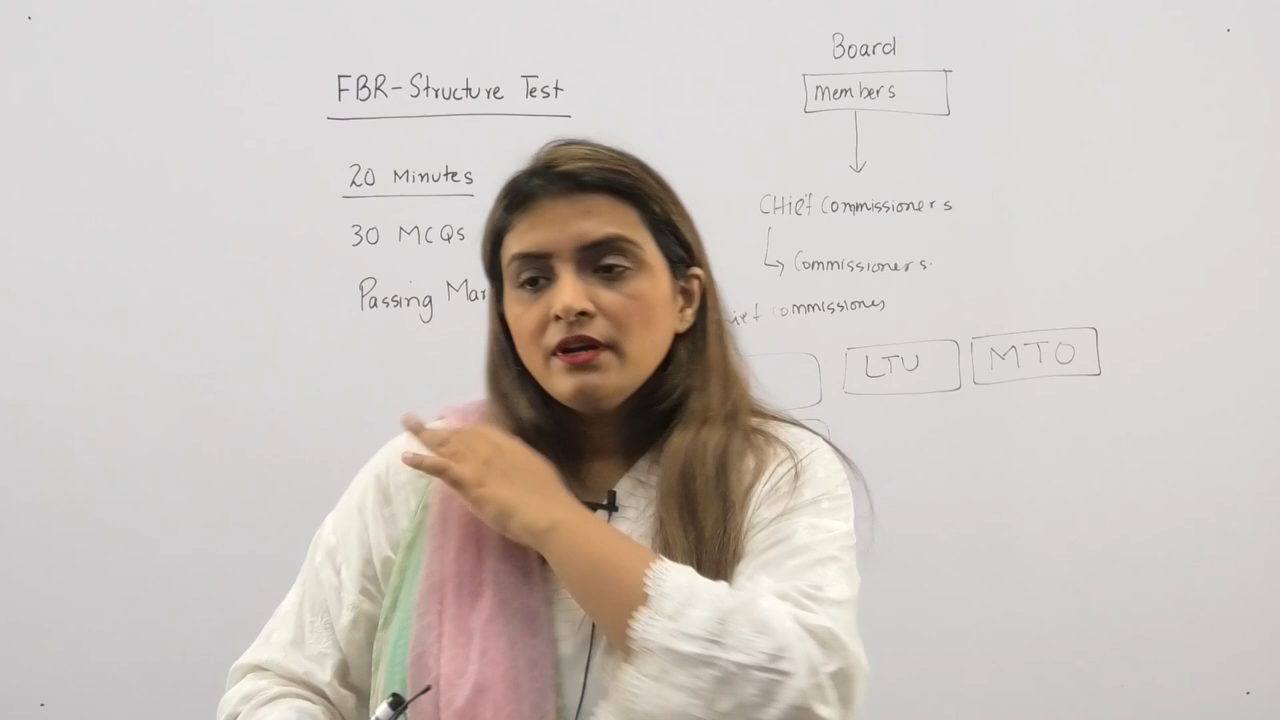 FBR-Structure Test
20 Minutes
30 MCQs
Passing
Board
Members
CHief Commissioners
Commissioners.
LTU
MTO